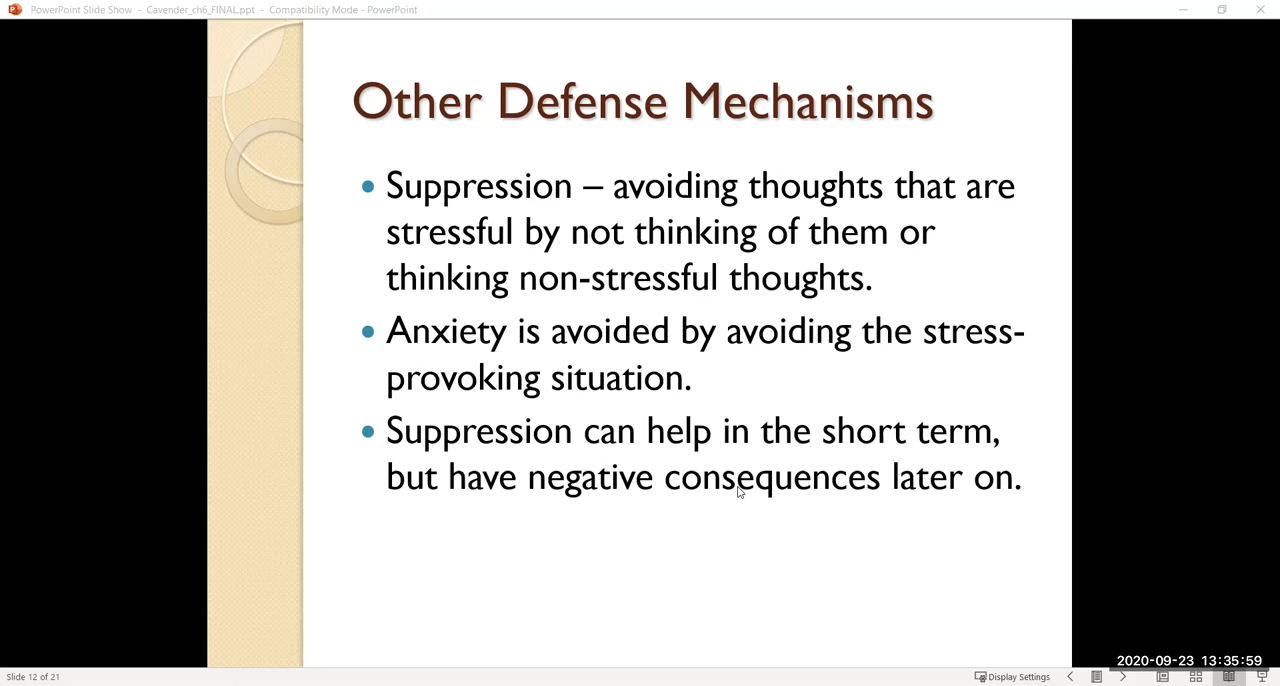 PowerPoint Slide Show - Cavender_ch6_FINAL.ppt - Compatibility Mode - PowerPoint
Other Defense Mechanisms
• Suppression – avoiding thoughts that are
stressful by not thinking of them or
thinking non-stressful thoughts.
• Anxiety is avoided by avoiding the stress-
provoking situation.
• Suppression can help in the short term,
but have negative consequences later on.
2020-09-23 13:35:59
Slide 12 of 21
Display Settings